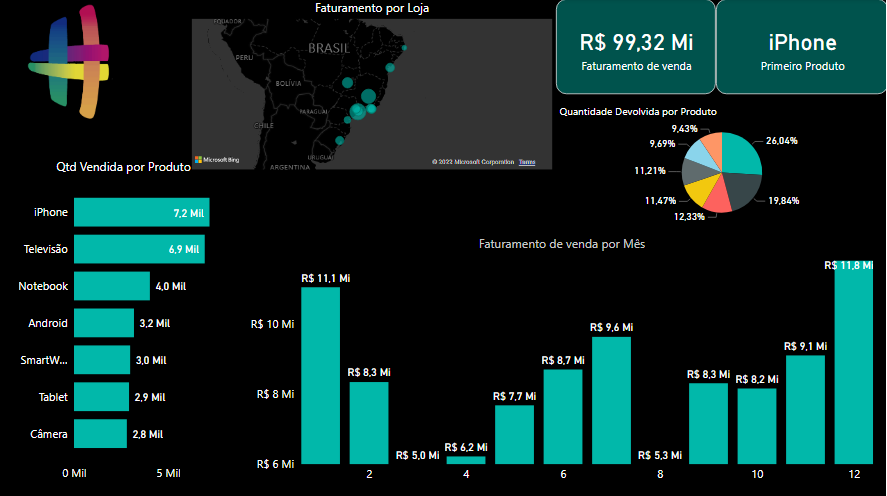 Faturamento por Loja
EQUADOR
BRASIL
PERU
BOLÍVIA
PARAGUAI
CHILE
URUGUAI
ARGENTINA
Microsoft Bing
© 2023 Microsoft Corporation Terms
R$ 99,32 Mi
Faturamento de venda
iPhone
Primeiro Produto
Quantidade Devolvida por Produto
9,43%
26,04%
9,69%
11,21%
11,47%
19,84%
12,33%
Qtd Vendida por Produto
iPhone 7,2 Mil
Televisão 6,9 Mil
Notebook 4,0 Mil
Android 3,2 Mil
SmartW... 3,0 Mil
Tablet 2,9 Mil
Câmera 2,8 Mil
0 Mil 5 Mil
Faturamento de venda por Mês
R$ 10 Mi
R$ 8 Mi
R$ 6 Mi
R$ 11,1 Mi
R$ 8,3 Mi
R$ 5,0 Mi
R$ 6,2 Mi
R$ 7,7 Mi
R$ 8,7 Mi
R$ 9,6 Mi
R$ 5,3 Mi
R$ 8,3 Mi
R$ 8,2 Mi
R$ 9,1 Mi
R$ 11,8 Mi
2 4 6 8 10 12